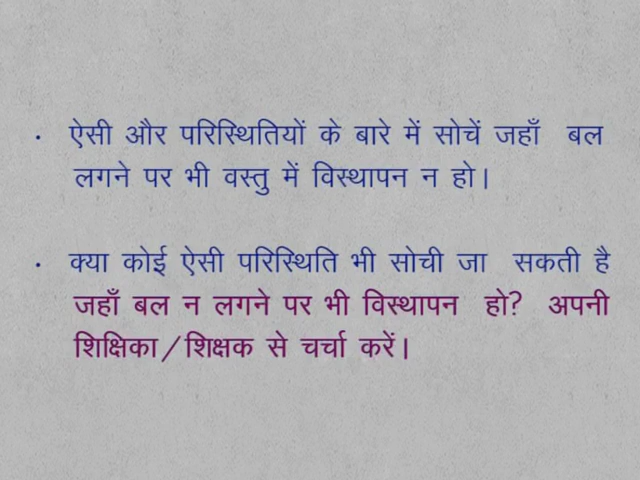 • ऐसी और परिस्थितियों के बारे में सोचें जहाँ बल
लगने पर भी वस्तु में विस्थापन न हो।
• क्या कोई ऐसी परिस्थिति भी सोची जा सकती है
जहाँ बल न लगने पर भी विस्थापन हो? अपनी
शिक्षिका/शिक्षक से चर्चा करें।